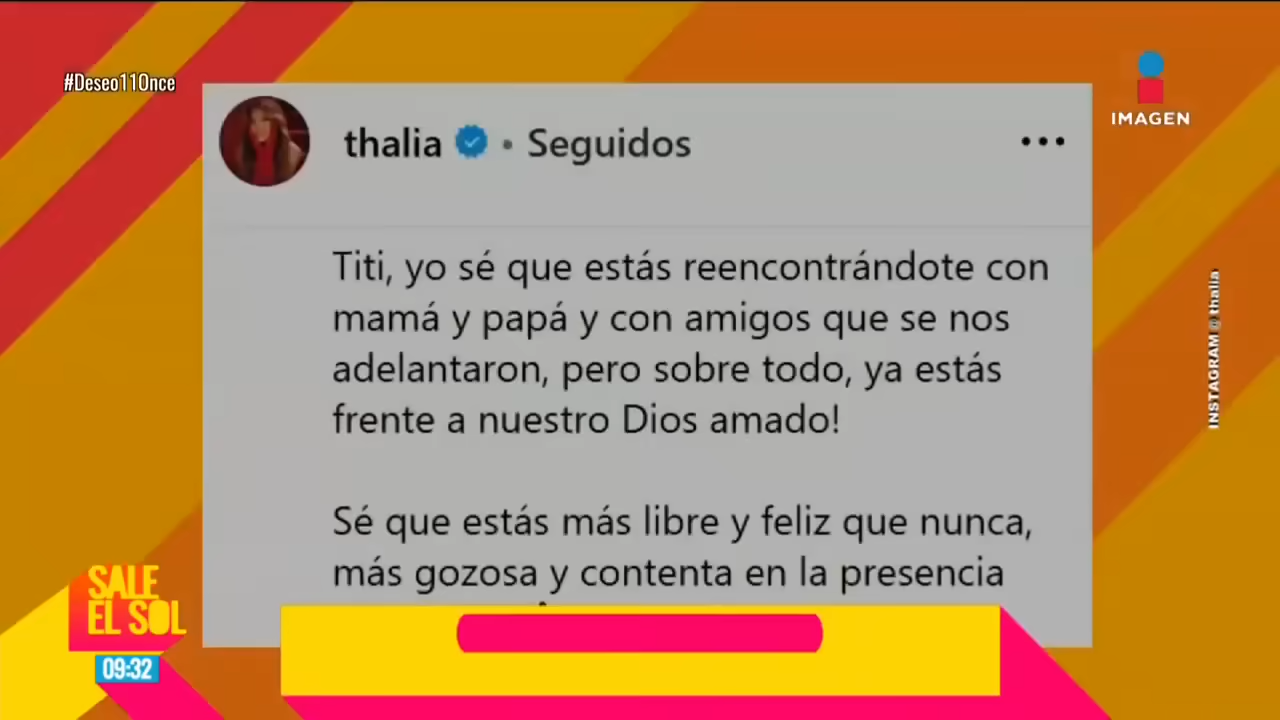 #Deseo11Once
IMAGEN
thalia • Seguidos
Titi, yo sé que estás reencontrándote con
mamá y papá y con amigos que se nos
adelantaron, pero sobre todo, ya estás
frente a nuestro Dios amado!
Sé que estás más libre y feliz que nunca,
más gozosa y contenta en la presencia
INSTAGRAM @ thalia
SALE
EL SOL
09:32